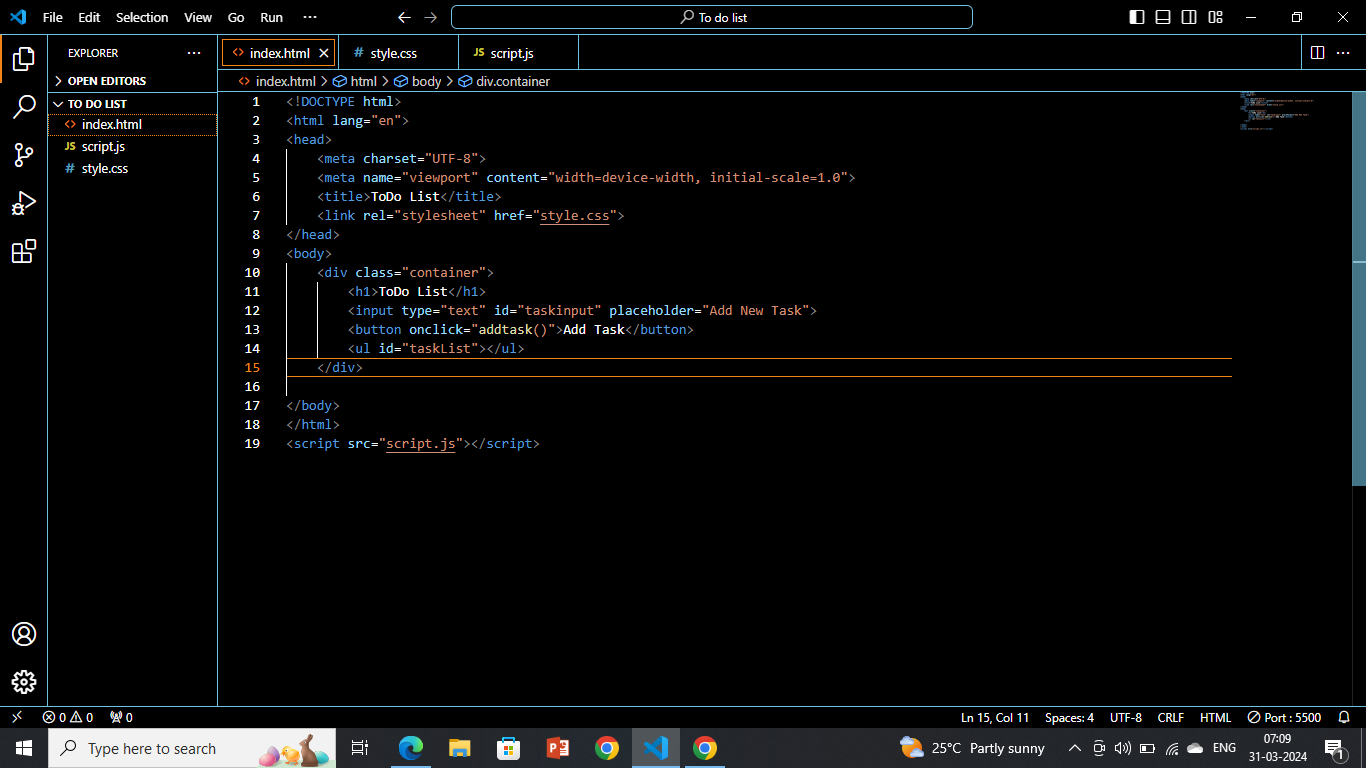 File Edit Selection View Go Run ···
To do list
EXPLORER ···
index.html
style.css
JS script.js
OPEN EDITORS
index.html > html > body > div.container
TO DO LIST
index.html
JS script.js
# style.css
1 <!DOCTYPE html>
2 <html lang="en">
3 <head>
4 <meta charset="UTF-8">
5 <meta name="viewport" content="width=device-width, initial-scale=1.0">
6 <title>ToDo List</title>
7 <link rel="stylesheet" href="style.css">
8 </head>
9 <body>
10 <div class="container">
11 <h1>ToDo List</h1>
12 <input type="text" id="taskinput" placeholder="Add New Task">
13 <button onclick="addtask()">Add Task</button>
14 <ul id="taskList"></ul>
15 </div>
16
17 </body>
18 </html>
19 <script src="script.js"></script>
0 0 0
Ln 15, Col 11 Spaces: 4 UTF-8 CRLF HTML Port : 5500
Type here to search
25°C Partly sunny
ENG
07:09
31-03-2024
1